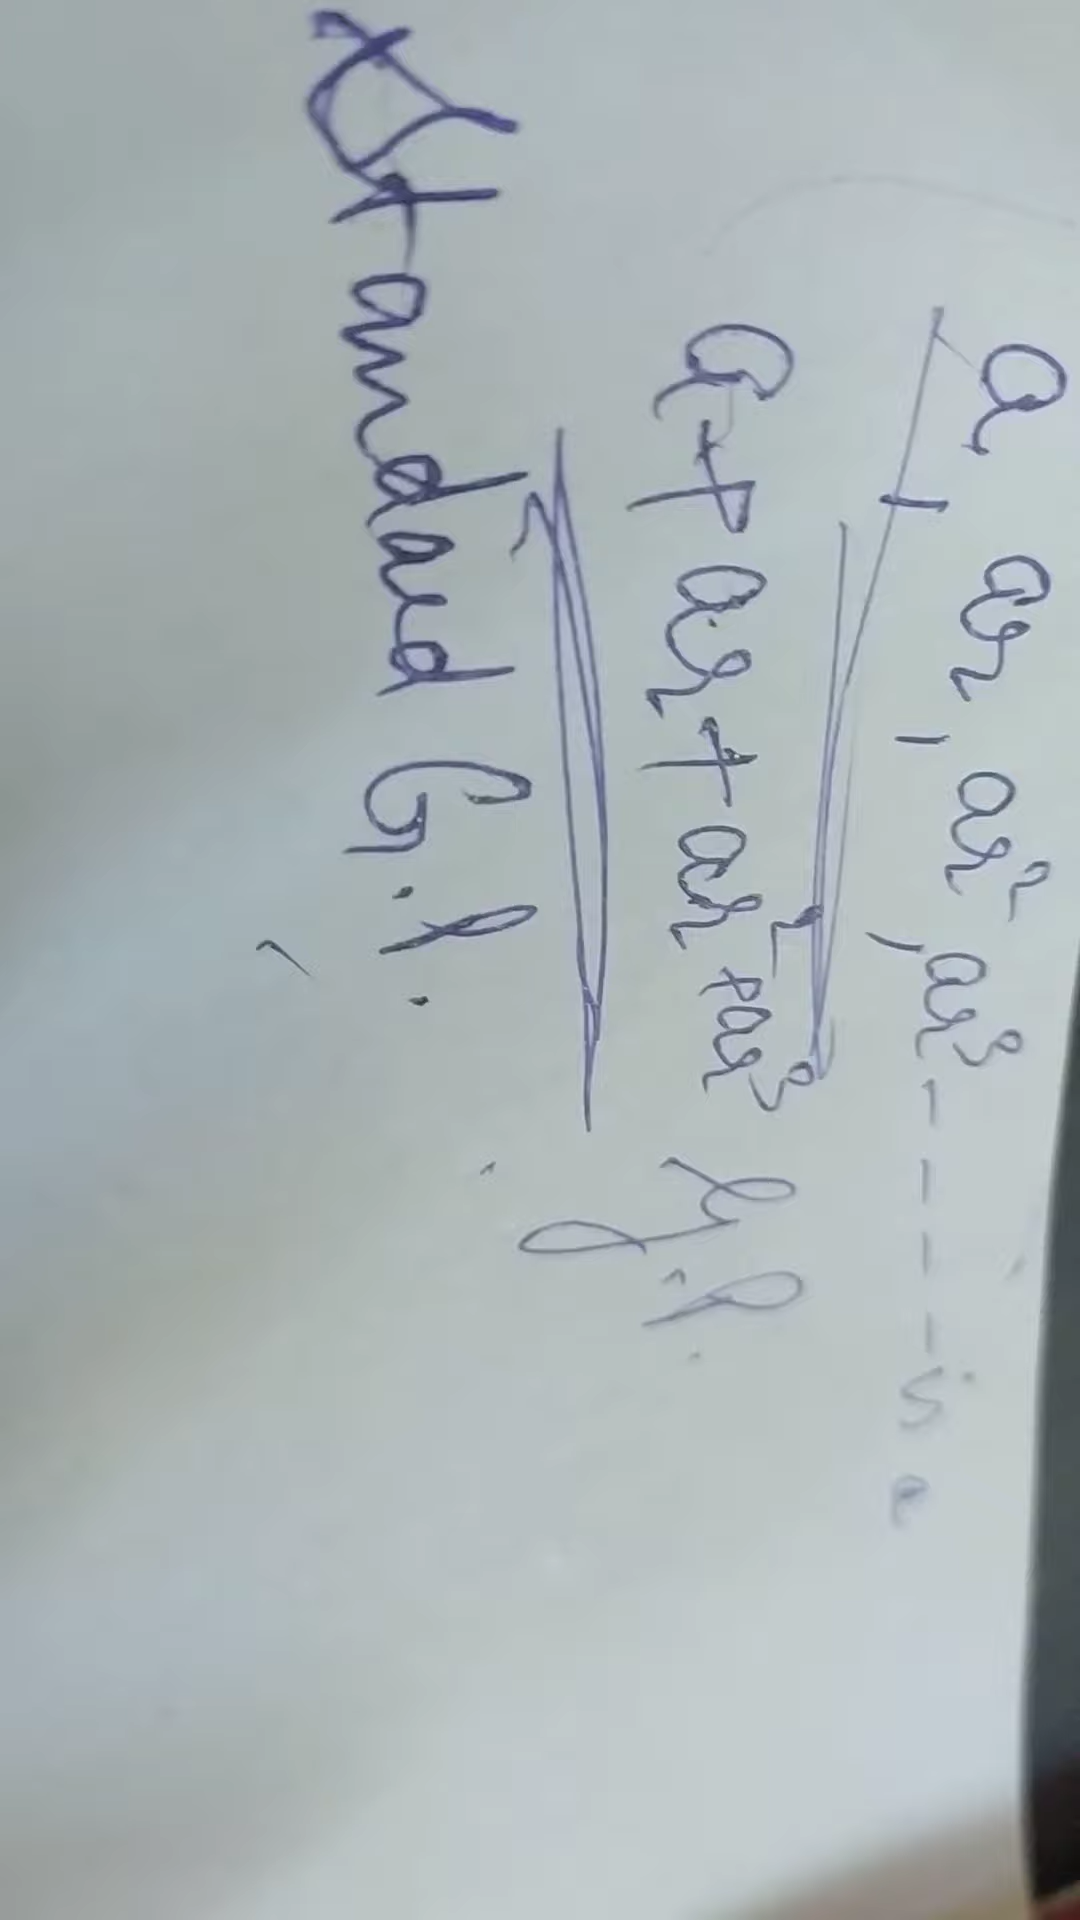 a, ar, ar², ar³ - - - - is
a + ar + ar² + ar³ G.P.
Standard G.P.